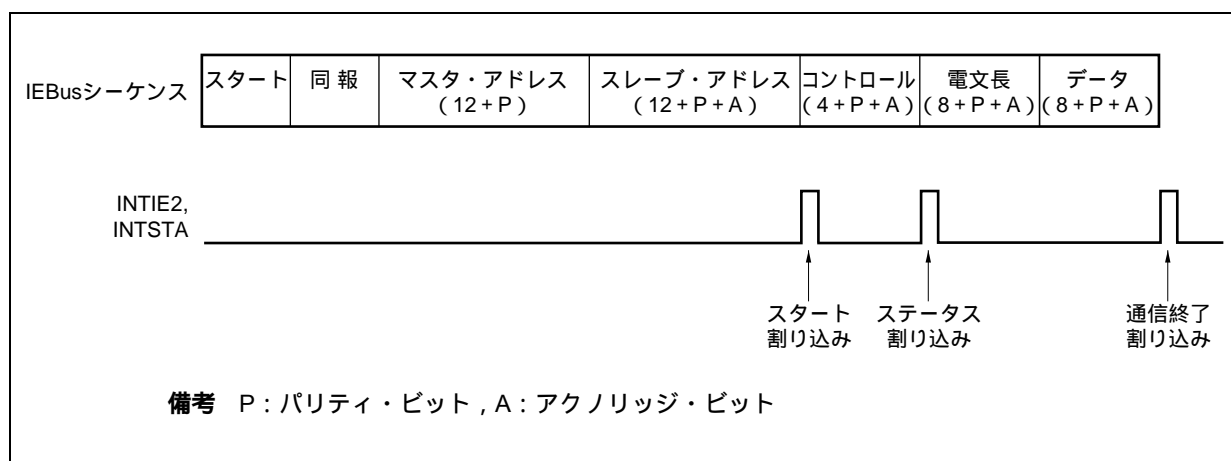 IEBusシーケンス
スタート
同 報
マスタ・アドレス
(12+P)
スレーブ・アドレス
(12+P+A)
コントロール
(4+P+A)
電文長
(8+P+A)
データ
(8+P+A)
INTIE2,
INTSTA
スタート
割り込み
ステータス
割り込み
通信終了
割り込み
備考 P:パリティ・ビット,A:アクノリッジ・ビット